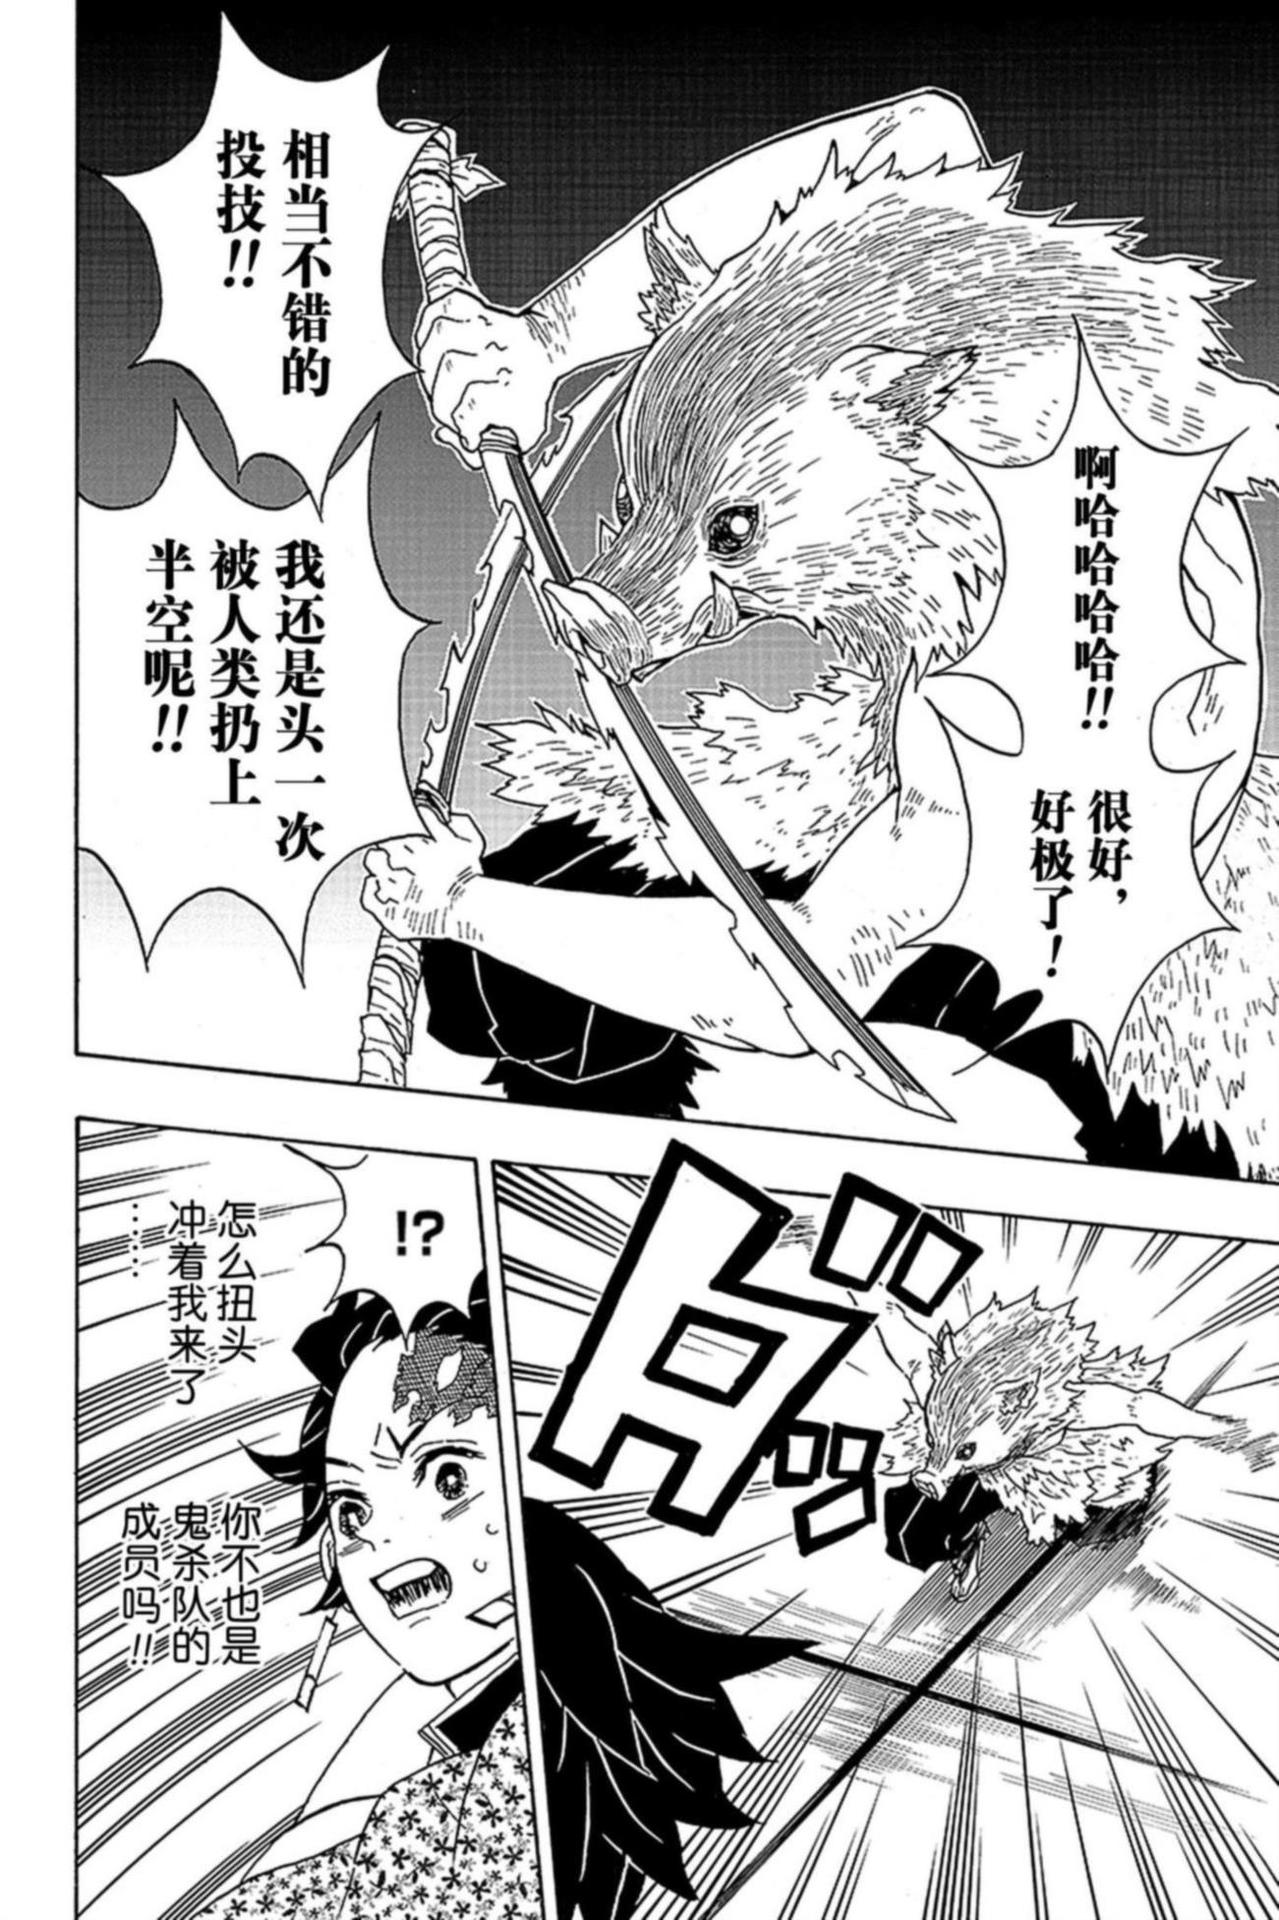 啊哈哈哈哈!!
很好，
好极了！
相当不错的
投技!!
我还是头一次
被人类扔上
半空呢!!
ダッ
!?
怎么扭头
冲着我来了
……
你不也是
鬼杀队的
成员吗!!